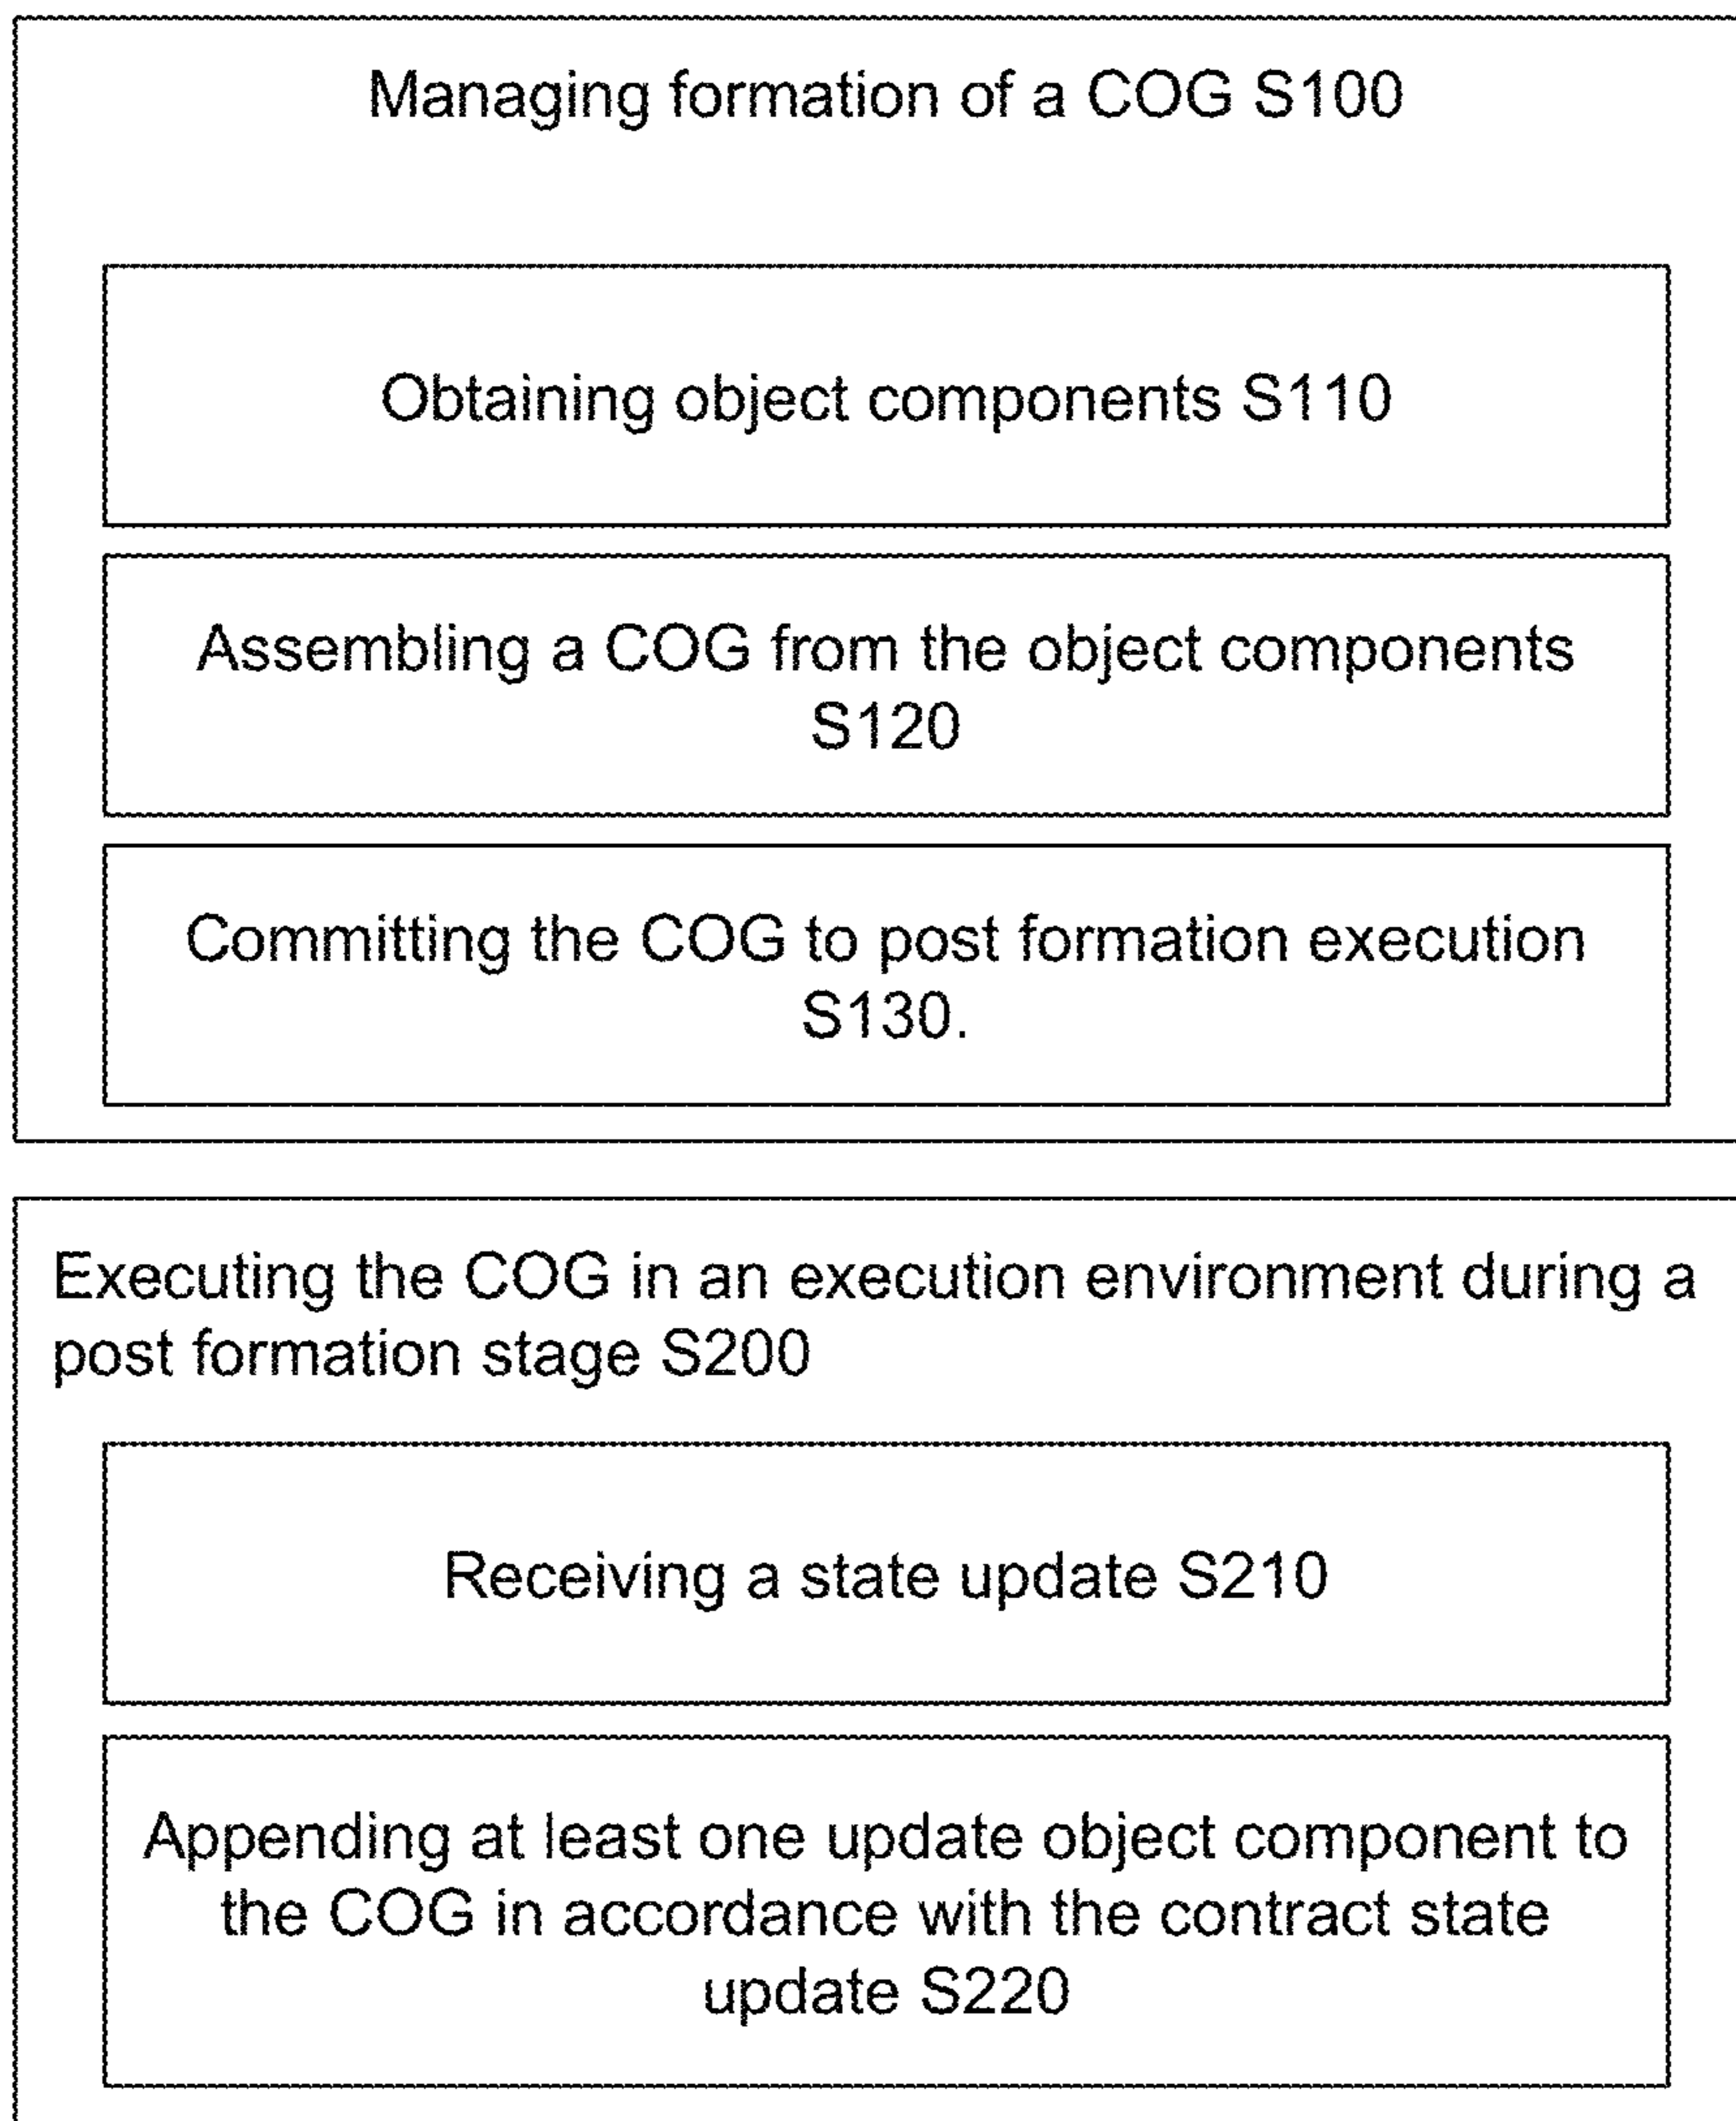 Managing formation of a COG S100
Obtaining object components S110
Assembling a COG from the object components
S120
Committing the COG to post formation execution
S130.
Executing the COG in an execution environment during a
post formation stage S200
Receiving a state update S210
Appending at least one update object component to
the COG in accordance with the contract state
update S220